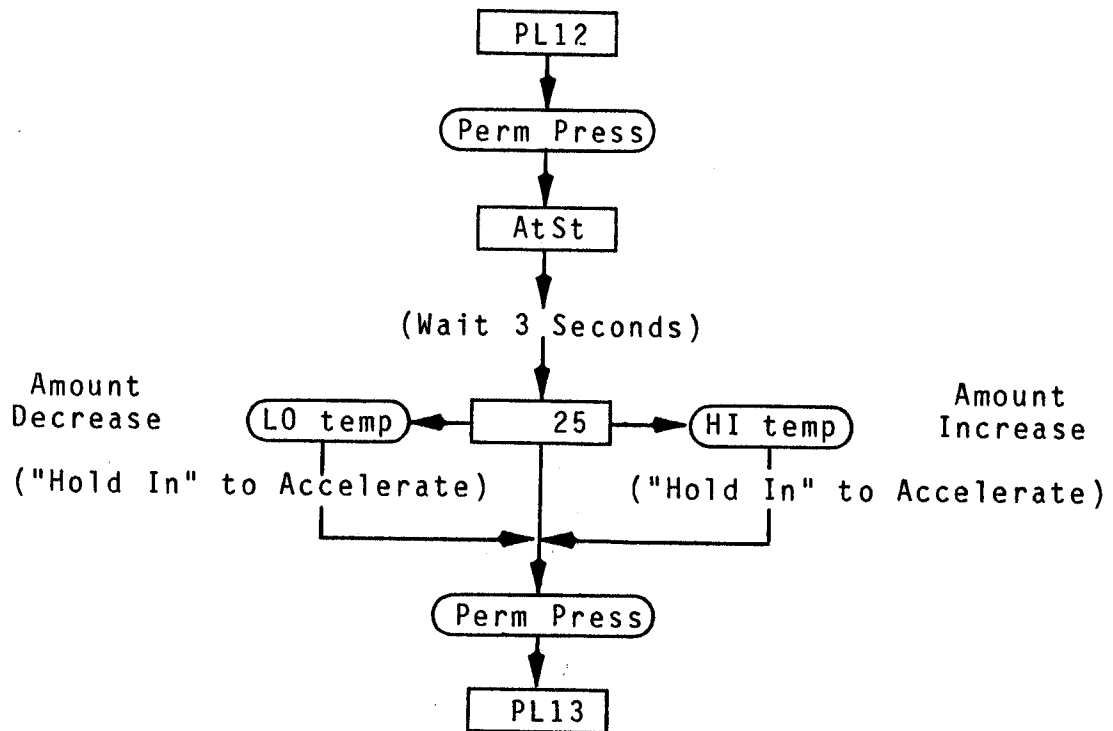 PL12
Perm Press
AtSt
(Wait 3 Seconds)
Amount
Decrease
LO temp
25
HI temp
Amount
Increase
("Hold In" to Accelerate)
("Hold In" to Accelerate)
Perm Press
PL13